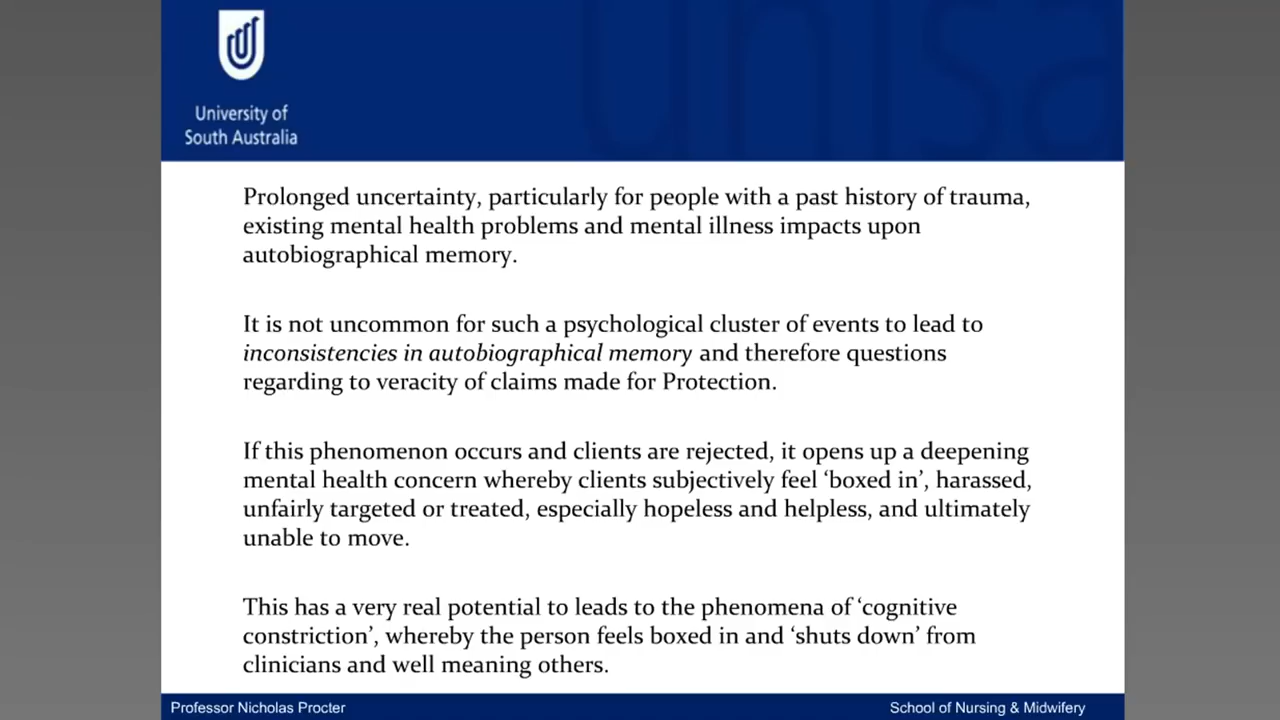 University of
South Australia
unisa
Prolonged uncertainty, particularly for people with a past history of trauma,
existing mental health problems and mental illness impacts upon
autobiographical memory.
It is not uncommon for such a psychological cluster of events to lead to
inconsistencies in autobiographical memory and therefore questions
regarding to veracity of claims made for Protection.
If this phenomenon occurs and clients are rejected, it opens up a deepening
mental health concern whereby clients subjectively feel ‘boxed in’, harassed,
unfairly targeted or treated, especially hopeless and helpless, and ultimately
unable to move.
This has a very real potential to leads to the phenomena of ‘cognitive
constriction’, whereby the person feels boxed in and ‘shuts down’ from
clinicians and well meaning others.
Professor Nicholas Procter
School of Nursing & Midwifery